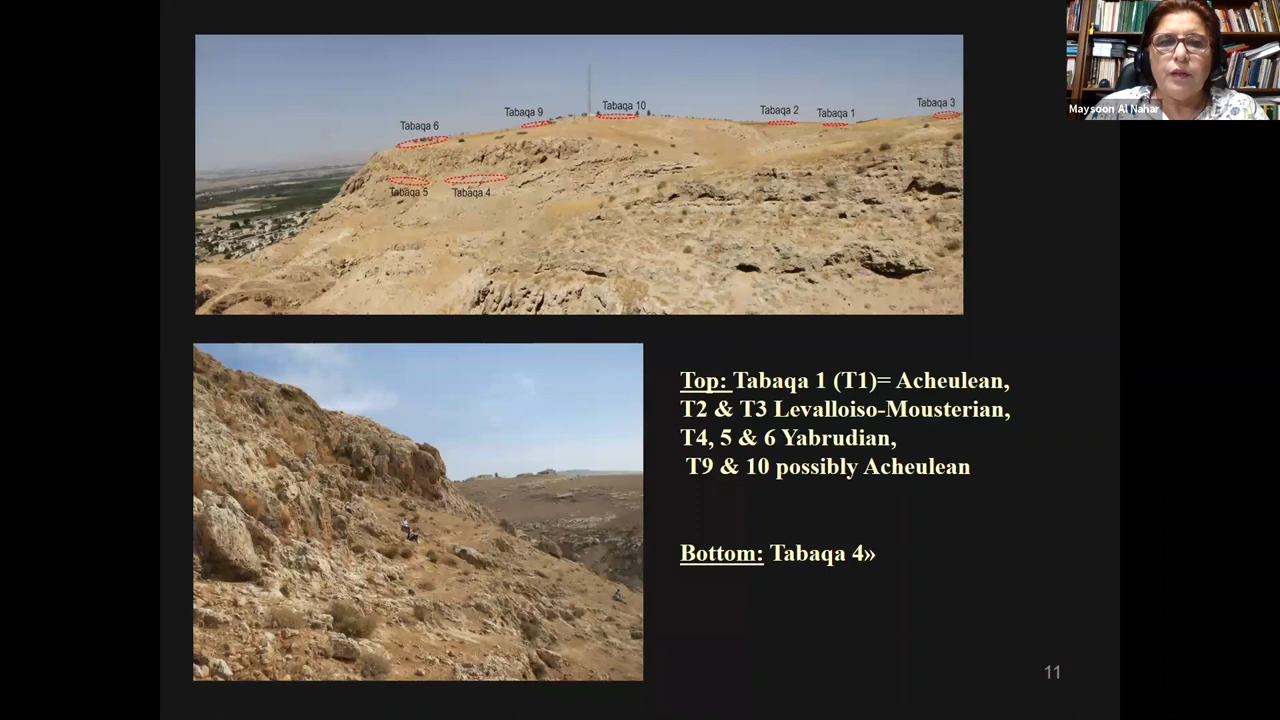 Maysoon Al Nahar
Tabaqa 6
Tabaqa 9
Tabaqa 10
Tabaqa 2
Tabaqa 1
Tabaqa 3
Tabaqa 5
Tabaqa 4
Top: Tabaqa 1 (T1)= Acheulean,
T2 & T3 Levalloiso-Mousterian,
T4, 5 & 6 Yabrudian,
T9 & 10 possibly Acheulean
Bottom: Tabaqa 4»
11